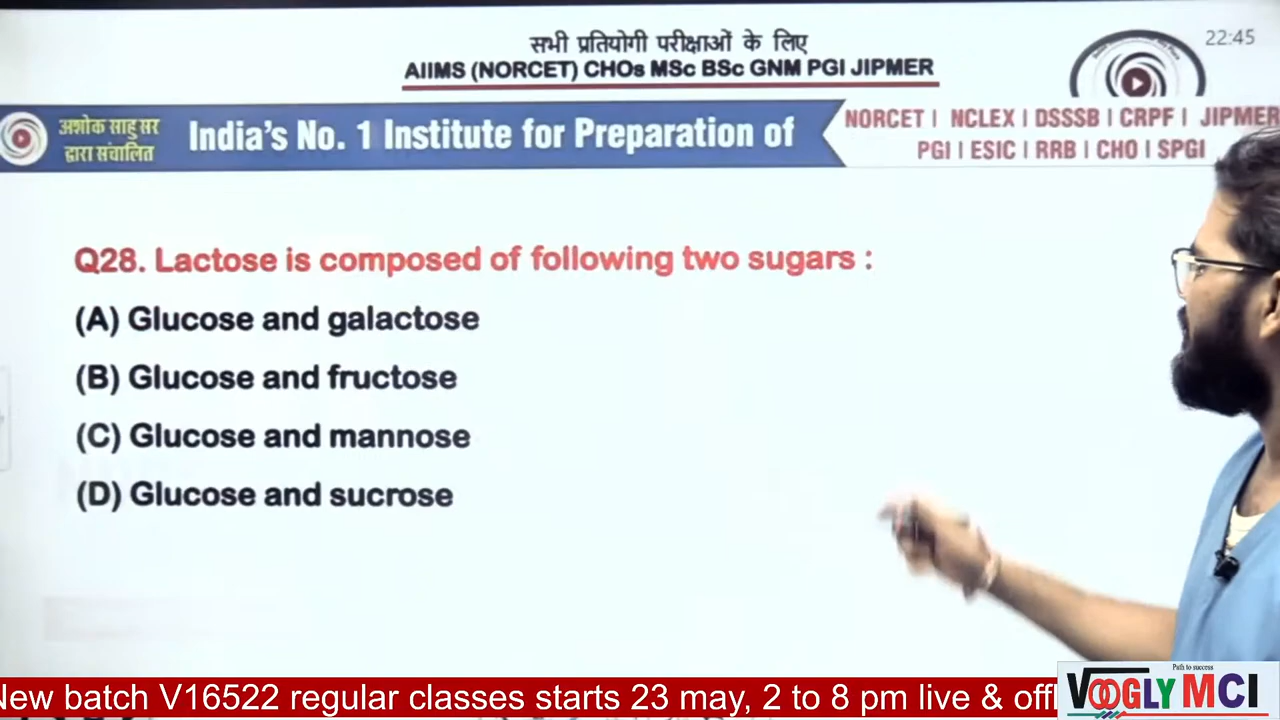 सभी प्रतियोगी परीक्षाओं के लिए
22:45
AIIMS (NORCET) CHOs MSc BSc GNM PGI JIPMER
अशोक साहु सर
द्वारा संचालित
India's No. 1 Institute for Preparation of
NORCET I NCLEX I DSSSB I CRPF I JIPMER
PGI I ESIC I RRB I CHO I SPGI
Q28. Lactose is composed of following two sugars :
(A) Glucose and galactose
(B) Glucose and fructose
(C) Glucose and mannose
(D) Glucose and sucrose
New batch V16522 regular classes starts 23 may, 2 to 8 pm live &
Path to success
VOOGLY MCI